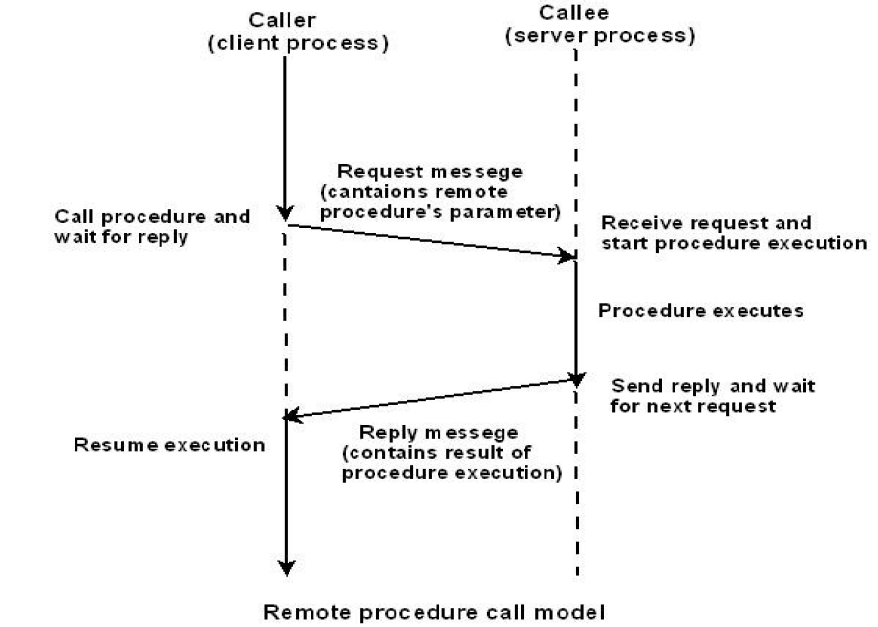 Caller
(client process)
Callee
(server process)
Request messege
(cantaions remote
procedure's parameter)
Call procedure and
wait for reply
Receive request and
start procedure execution
Procedure executes
Send reply and wait
for next request
Reply messege
(contains result of
procedure execution)
Resume execution
Remote procedure call model